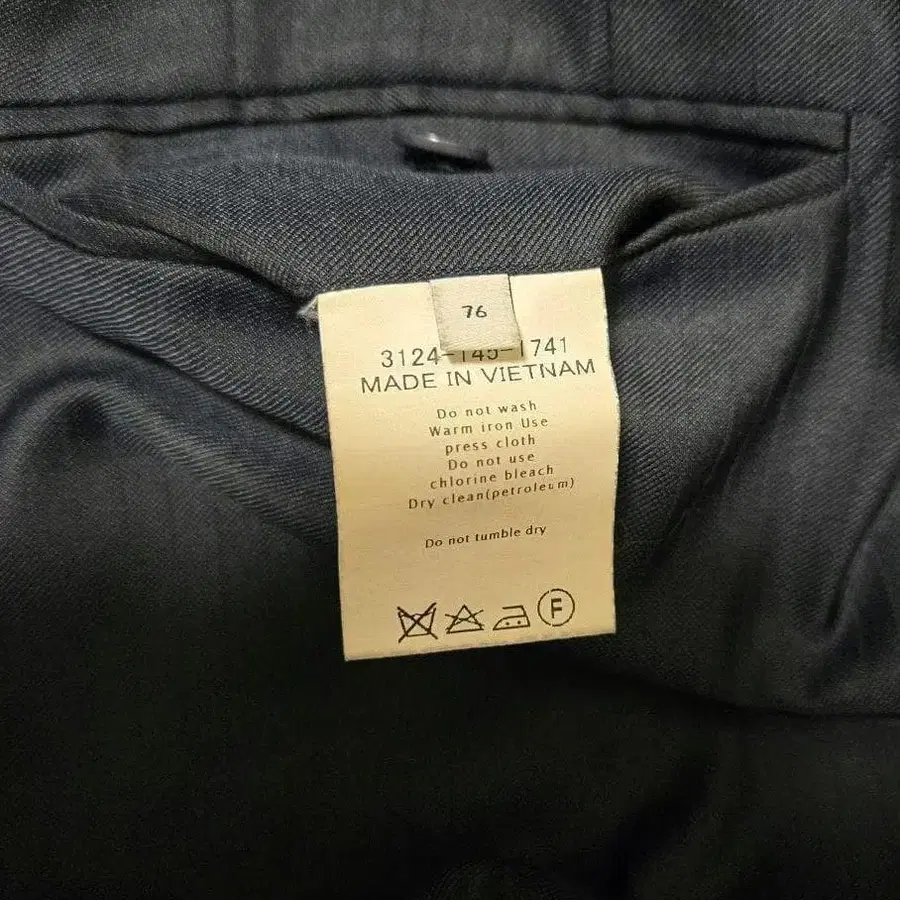 76
3124-145-1741
MADE IN VIETNAM
Do not wash
Warm iron Use
press cloth
Do not use
chlorine bleach
Dry clean(petroleum)
Do not tumble dry
F